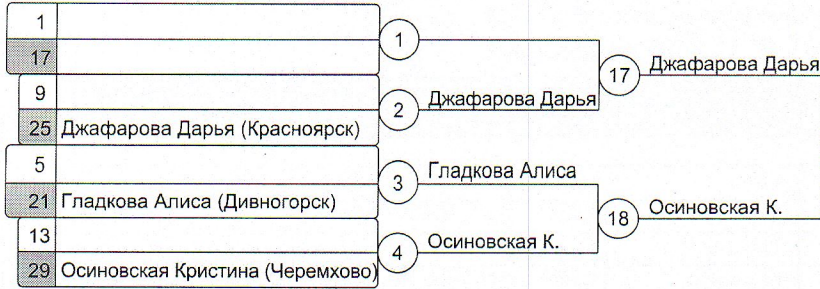 1
17
1
17
Джафарова Дарья
9
25 Джафарова Дарья (Красноярск)
2
Джафарова Дарья
5
21 Гладкова Алиса (Дивногорск)
3
Гладкова Алиса
18
Осиновская К.
13
29 Осиновская Кристина (Черемхово)
4
Осиновская К.